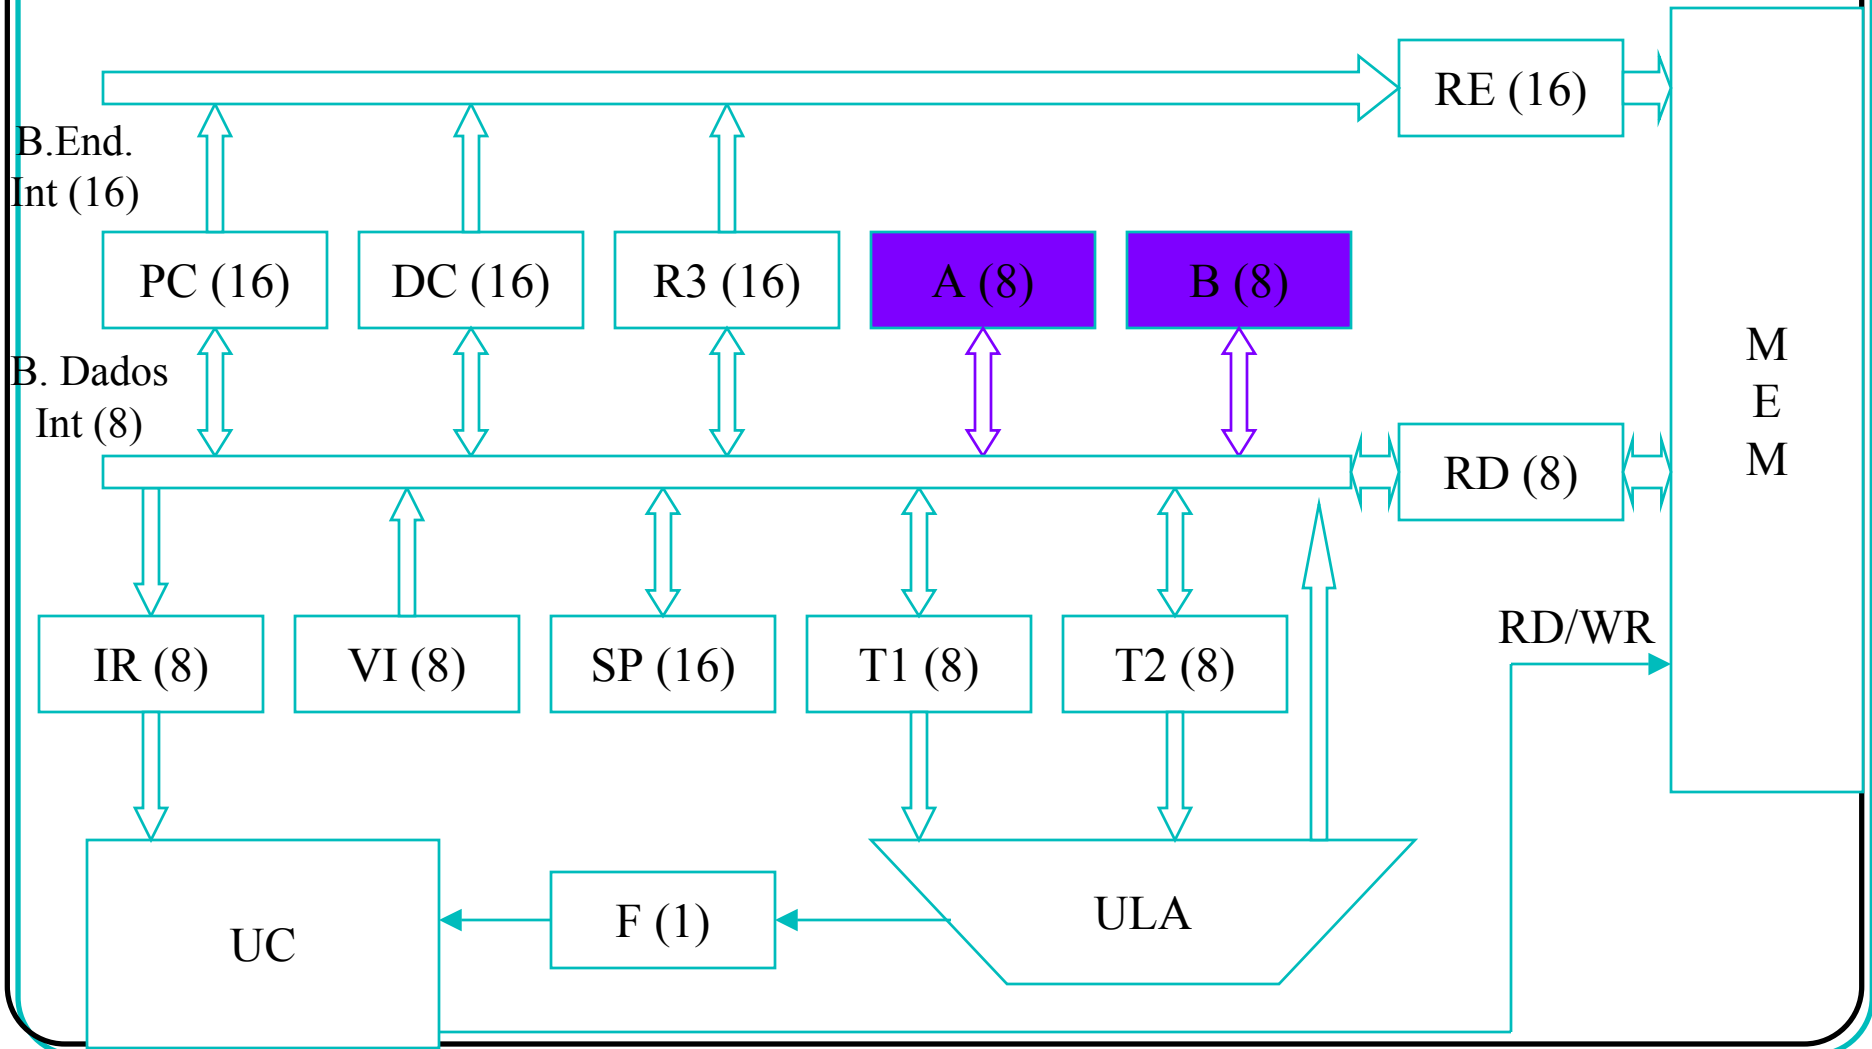 RE (16)
B.End.
Int (16)
PC (16)
DC (16)
R3 (16)
A (8)
B (8)
B. Dados
Int (8)
M
E
M
RD (8)
RD/WR
IR (8)
VI (8)
SP (16)
T1 (8)
T2 (8)
UC
F (1)
ULA